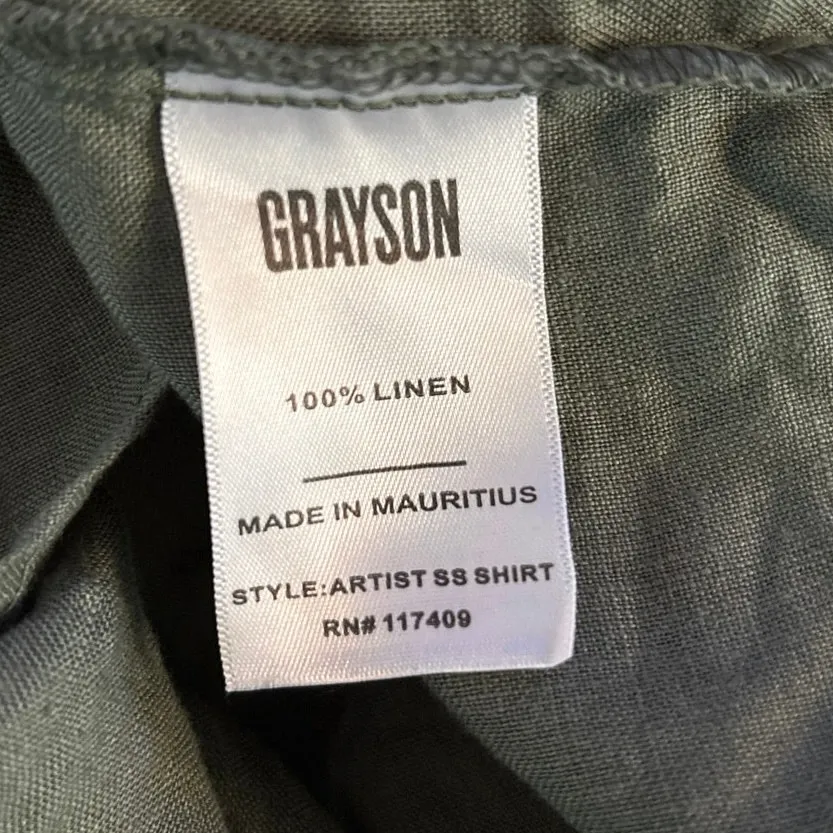 GRAYSON
100% LINEN
MADE IN MAURITIUS
STYLE:ARTIST SS SHIRT
RN# 117409